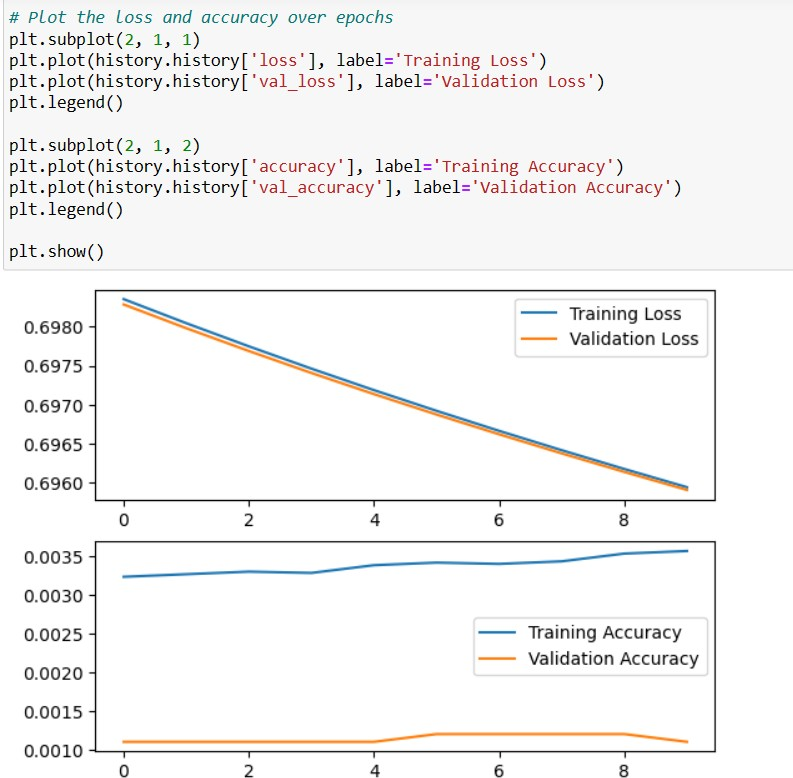 # Plot the loss and accuracy over epochs
plt.subplot(2, 1, 1)
plt.plot(history.history['loss'], label='Training Loss')
plt.plot(history.history['val_loss'], label='Validation Loss')
plt.legend()
plt.subplot(2, 1, 2)
plt.plot(history.history['accuracy'], label='Training Accuracy')
plt.plot(history.history['val_accuracy'], label='Validation Accuracy')
plt.legend()
plt.show()
Training Loss
Validation Loss
0.6980
0.6975
0.6970
0.6965
0.6960
0 2 4 6 8
0.0035
0.0030
0.0025
0.0020
0.0015
0.0010
Training Accuracy
Validation Accuracy
0 2 4 6 8